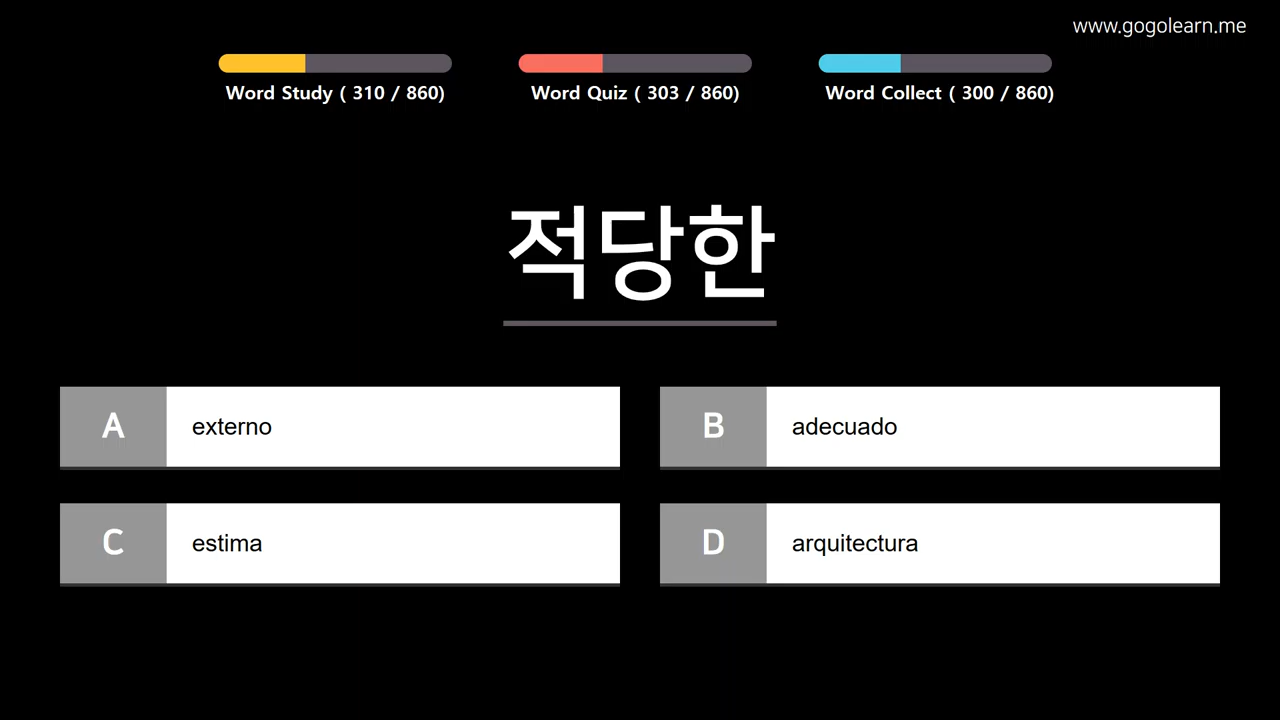 www.gogolearn.me
Word Study ( 310 / 860)
Word Quiz ( 303 / 860)
Word Collect ( 300 / 860)
적당한
A externo
B adecuado
C estima
D arquitectura